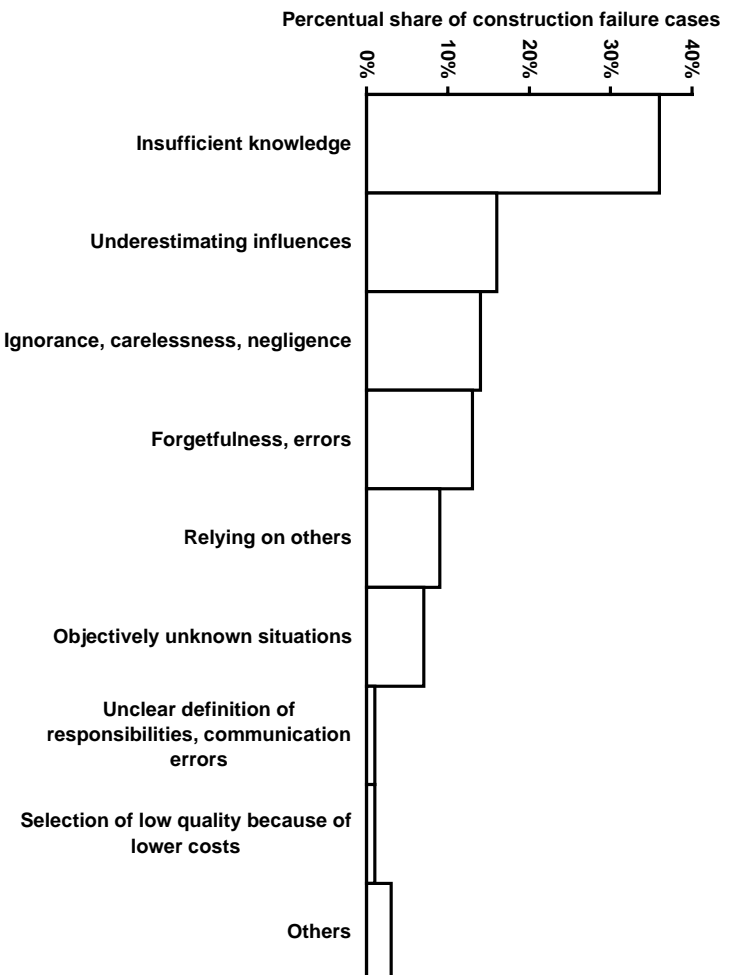 Percentual share of construction failure cases
0%
10%
20%
30%
40%
Insufficient knowledge
Underestimating influences
Ignorance, carelessness, negligence
Forgetfulness, errors
Relying on others
Objectively unknown situations
Unclear definition of
responsibilities, communication
errors
Selection of low quality because of
lower costs
Others